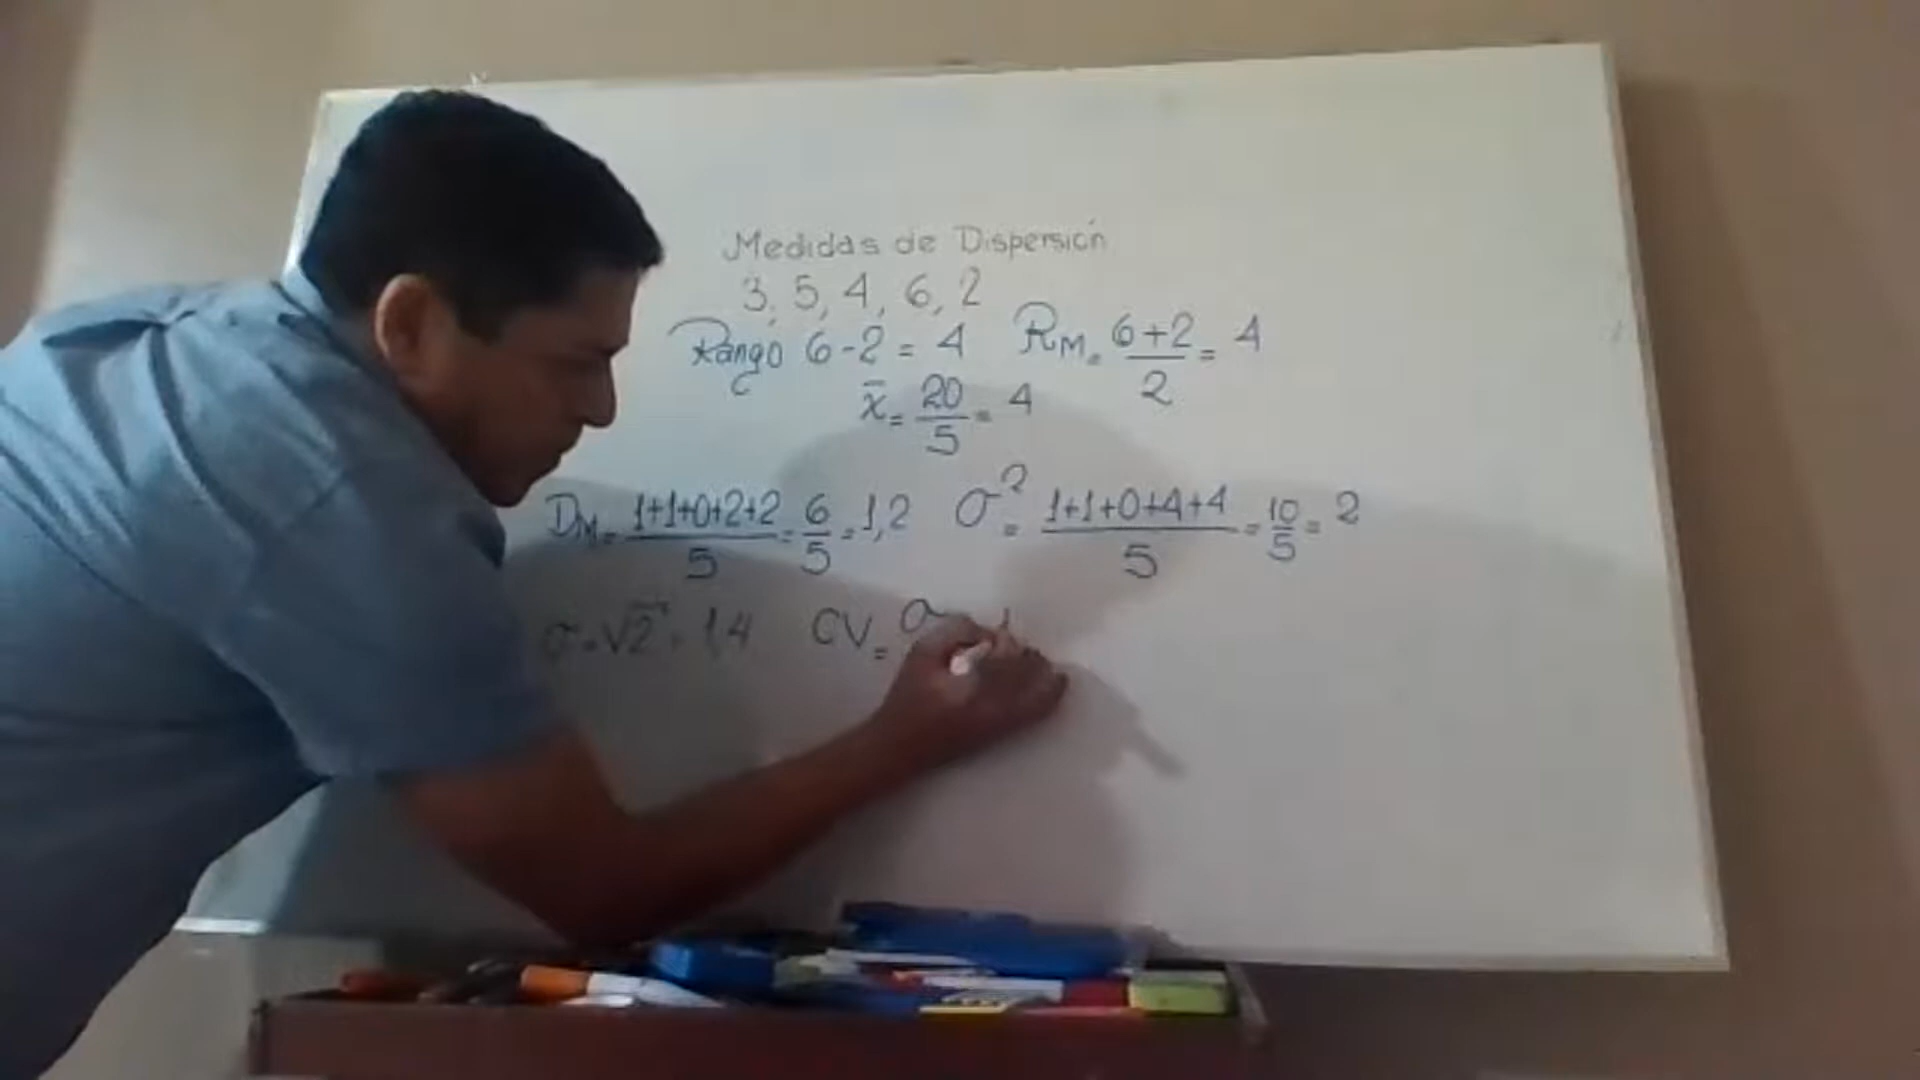 Medidas de Dispersión
3, 5, 4, 6, 2
Rango 6-2 = 4 RM = 6+2/2 = 4
x̄ = 20/5 = 4
DM = 1+1+0+2+2/5 = 6/5 = 1,2 σ² = 1+1+0+4+4/5 = 10/5 = 2
σ = √2 = 1,4 CV = σ